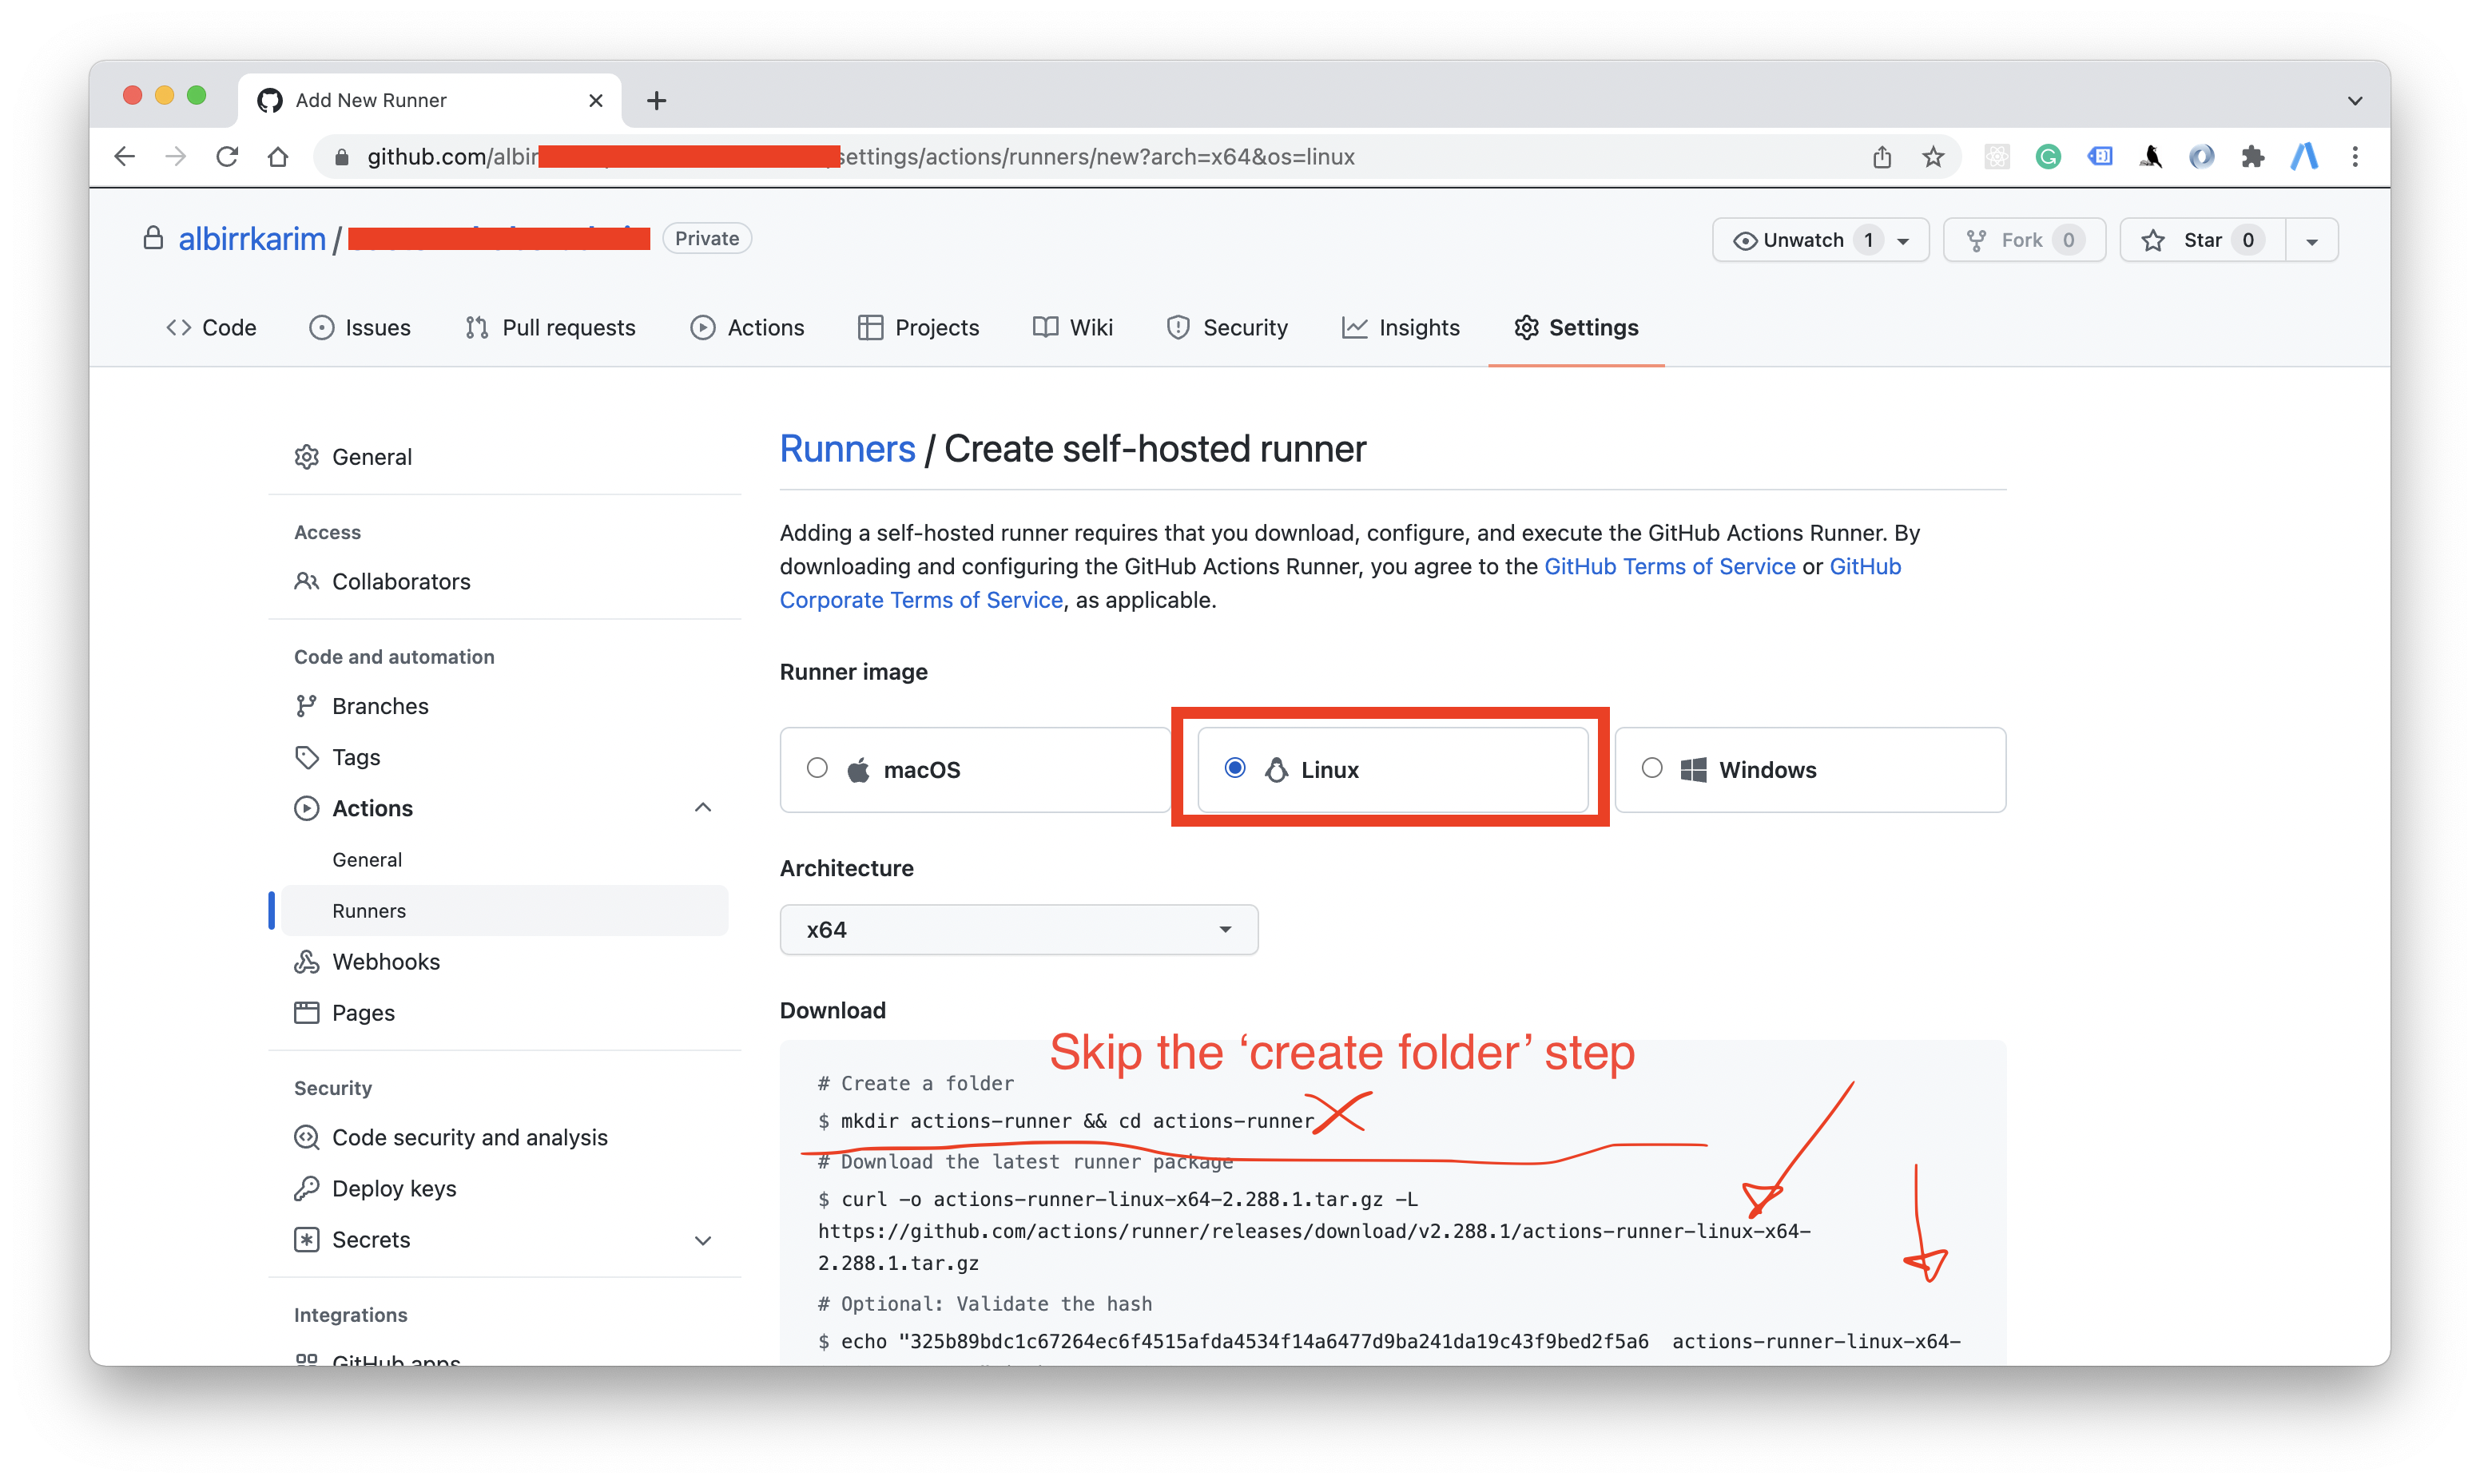 Add New Runner
github.com/albir settings/actions/runners/new?arch=x64&os=linux
albirrkarim / Private
Unwatch 1 Fork 0 Star 0
Code Issues Pull requests Actions Projects Wiki Security Insights Settings
General
Access
Collaborators
Code and automation
Branches
Tags
Actions
General
Runners
Webhooks
Pages
Security
Code security and analysis
Deploy keys
Secrets
Integrations
GitHub apps
Runners / Create self-hosted runner
Adding a self-hosted runner requires that you download, configure, and execute the GitHub Actions Runner. By
downloading and configuring the GitHub Actions Runner, you agree to the GitHub Terms of Service or GitHub
Corporate Terms of Service, as applicable.
Runner image
macOS Linux Windows
Architecture
x64
Download
Skip the ‘create folder’ step
# Create a folder
$ mkdir actions-runner && cd actions-runner
# Download the latest runner package
$ curl -o actions-runner-linux-x64-2.288.1.tar.gz -L
https://github.com/actions/runner/releases/download/v2.288.1/actions-runner-linux-x64-
2.288.1.tar.gz
# Optional: Validate the hash
$ echo "325b89bdc1c67264ec6f4515afda4534f14a6477d9ba241da19c43f9bed2f5a6  actions-runner-linux-x64-